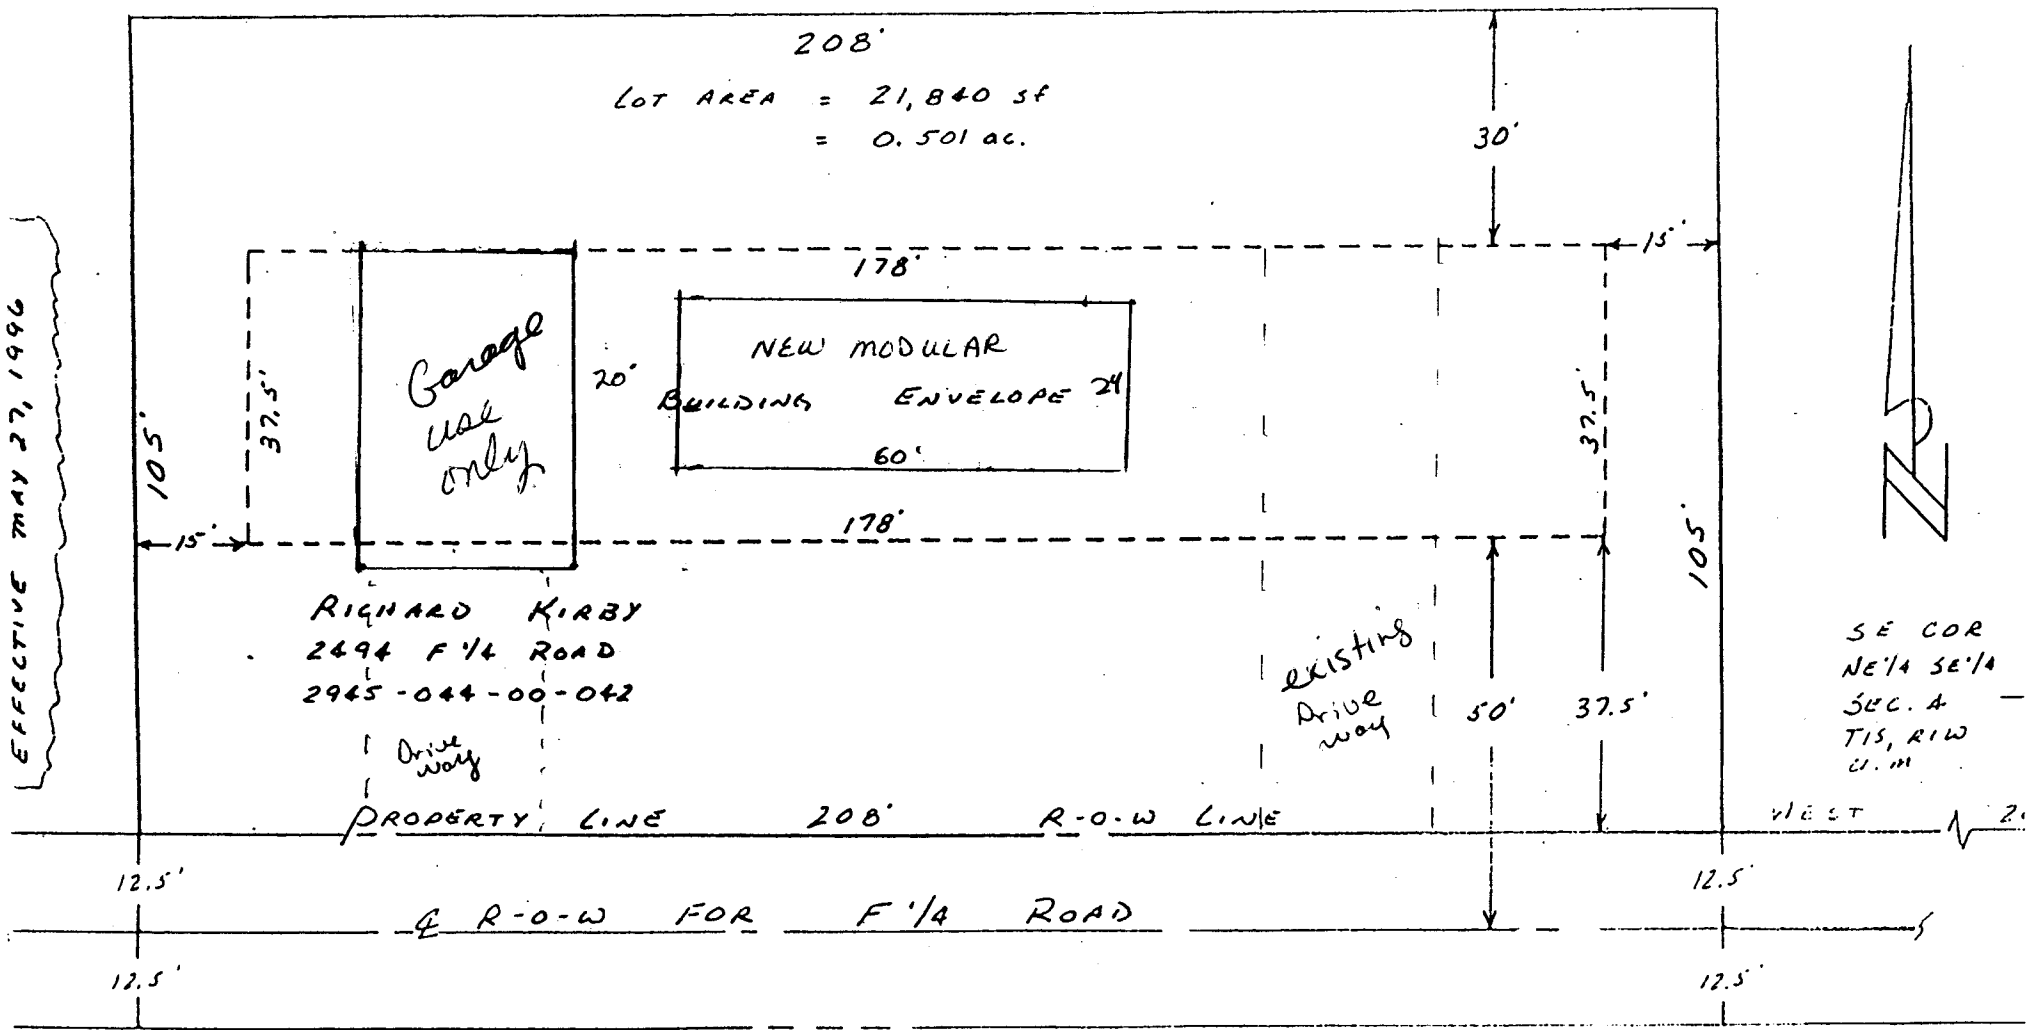 208'
LOT AREA = 21,840 sf
= 0.501 ac.
30'
15'
178'
EFFECTIVE MAY 27, 1996
105'
37.5'
Garage
use
only
20'
NEW MODULAR
BUILDING ENVELOPE 24
60'
37.5'
105'
178'
15'
RICHARD KIRBY
2494 F 1/4 ROAD
2945-044-00-042
Drive
way
existing
Drive
way
50'
37.5'
N
SE COR
NE 1/4 SE 1/4
SEC. 4
T1S, R1W
U.M
PROPERTY LINE 208' R-O-W LINE
WEST
12.5'
12.5'
℄ R-O-W FOR F 1/4 ROAD
12.5'
12.5'